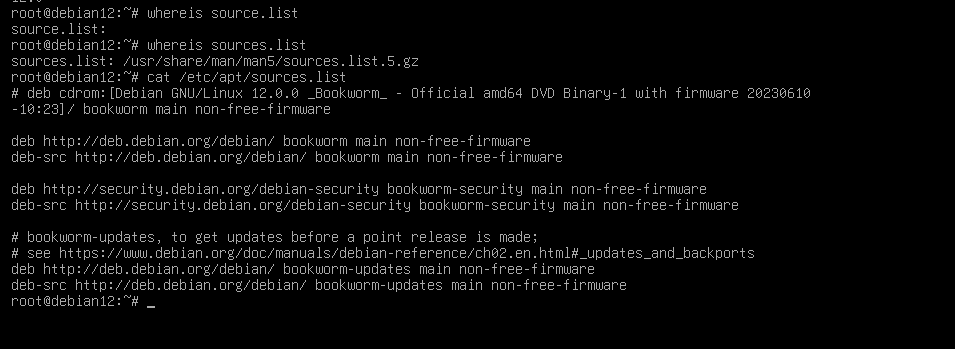 root@debian12:~# whereis source.list
source.list:
root@debian12:~# whereis sources.list
sources.list: /usr/share/man/man5/sources.list.5.gz
root@debian12:~# cat /etc/apt/sources.list
# deb cdrom:[Debian GNU/Linux 12.0.0 _Bookworm_ - Official amd64 DVD Binary-1 with firmware 20230610
-10:23]/ bookworm main non-free-firmware
deb http://deb.debian.org/debian/ bookworm main non-free-firmware
deb-src http://deb.debian.org/debian/ bookworm main non-free-firmware
deb http://security.debian.org/debian-security bookworm-security main non-free-firmware
deb-src http://security.debian.org/debian-security bookworm-security main non-free-firmware
# bookworm-updates, to get updates before a point release is made;
# see https://www.debian.org/doc/manuals/debian-reference/ch02.en.html#_updates_and_backports
deb http://deb.debian.org/debian/ bookworm-updates main non-free-firmware
deb-src http://deb.debian.org/debian/ bookworm-updates main non-free-firmware
root@debian12:~# _